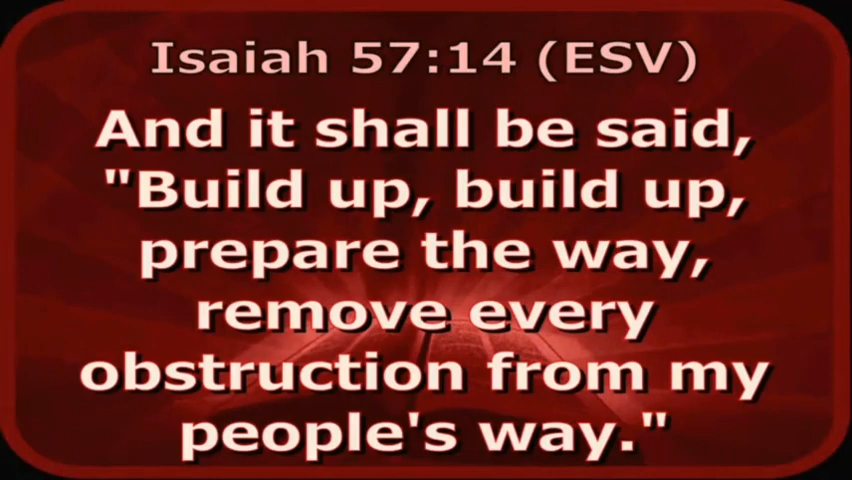 Isaiah 57:14 (ESV)
And it shall be said,
"Build up, build up,
prepare the way,
remove every
obstruction from my
people's way."